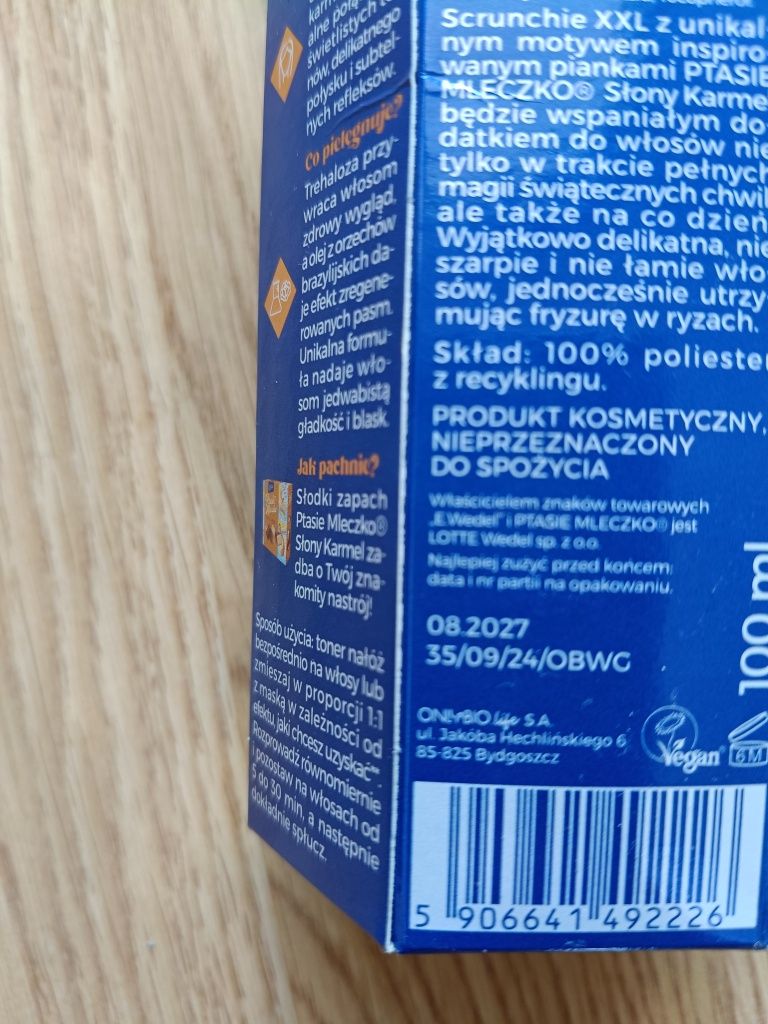 alne
świetlistych
nów, delikatnego
połysku i subtel-
nych refleksów.
Co pielęgnuje?
Trehaloza przy-
wraca włosom
zdrowy wygląd,
a olej z orzechów
brazylijskich da-
je efekt zregene-
rowanych pasm.
Unikalna formu-
ła nadaje wło-
som jedwabistą
gładkość i blask.
Jak pachnie?
Słodki zapach
Ptasie Mleczko®
Słony Karmel za-
dba o Twój zna-
komity nastrój!
Sposób użycia: toner nałóż
bezpośrednio na włosy lub
zmieszaj w proporcji 1:1
z maską w zależności od
efektu, jaki chcesz uzyskać**.
Rozprowadź równomiernie
i pozostaw na włosach od
5 do 30 min, a następnie
dokładnie spłucz.
Scrunchie XXL z unikal-
nym motywem inspiro-
wanym piankami PTASIE
MLECZKO® Słony Karmel
będzie wspaniałym do-
datkiem do włosów nie
tylko w trakcie pełnych
magii świątecznych chwil,
ale także na co dzień.
Wyjątkowo delikatna, nie
szarpie i nie łamie wło-
sów, jednocześnie utrzy-
mując fryzurę w ryzach.
Skład: 100% poliester
z recyklingu.
PRODUKT KOSMETYCZNY,
NIEPRZEZNACZONY
DO SPOŻYCIA
Właścicielem znaków towarowych
„E.Wedel” i PTASIE MLECZKO® jest
LOTTE Wedel sp. z o.o.
Najlepiej zużyć przed końcem:
data i nr partii na opakowaniu.
08.2027
35/09/24/OBWG
100 ml
ONLYBIO life S.A.
ul. Jakóba Hechlińskiego 6
85-825 Bydgoszcz
Vegan
6M
5 906641 492226